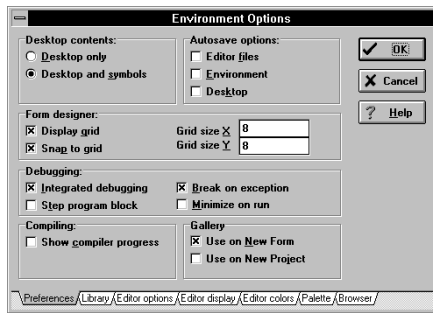 Environment Options
Desktop contents:
Desktop only
Desktop and symbols
Autosave options:
Editor files
Environment
Desktop
OK
Cancel
Help
Form designer:
Display grid
Snap to grid
Grid size X 8
Grid size Y 8
Debugging:
Integrated debugging
Step program block
Break on exception
Minimize on run
Compiling:
Show compiler progress
Gallery
Use on New Form
Use on New Project
Preferences Library Editor options Editor display Editor colors Palette Browser